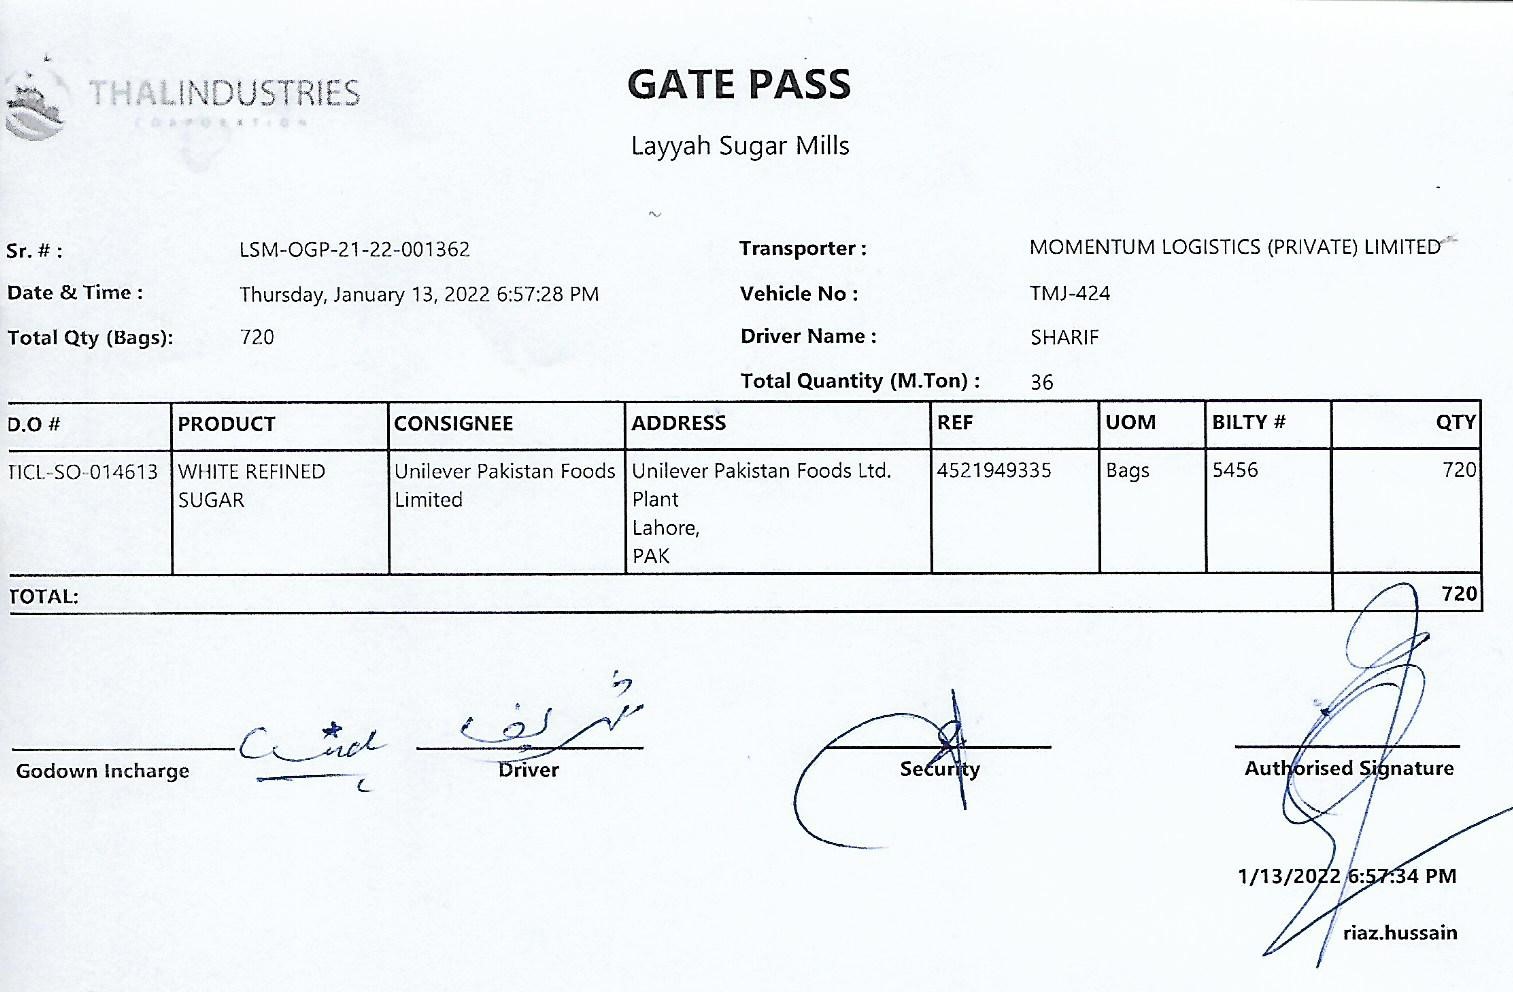 THALINDUSTRIES
CORPORATION
GATE PASS
Layyah Sugar Mills
Sr. # : LSM-OGP-21-22-001362 Transporter : MOMENTUM LOGISTICS (PRIVATE) LIMITED
Date & Time : Thursday, January 13, 2022 6:57:28 PM Vehicle No : TMJ-424
Total Qty (Bags): 720 Driver Name : SHARIF
Total Quantity (M.Ton) : 36
D.O # PRODUCT CONSIGNEE ADDRESS REF UOM BILTY # QTY
TICL-SO-014613 WHITE REFINED Unilever Pakistan Foods Unilever Pakistan Foods Ltd. 4521949335 Bags 5456 720
SUGAR Limited Plant
Lahore,
PAK
TOTAL: 720
شریف
Godown Incharge Driver Security Authorised Signature
1/13/2022 6:57:34 PM
riaz.hussain